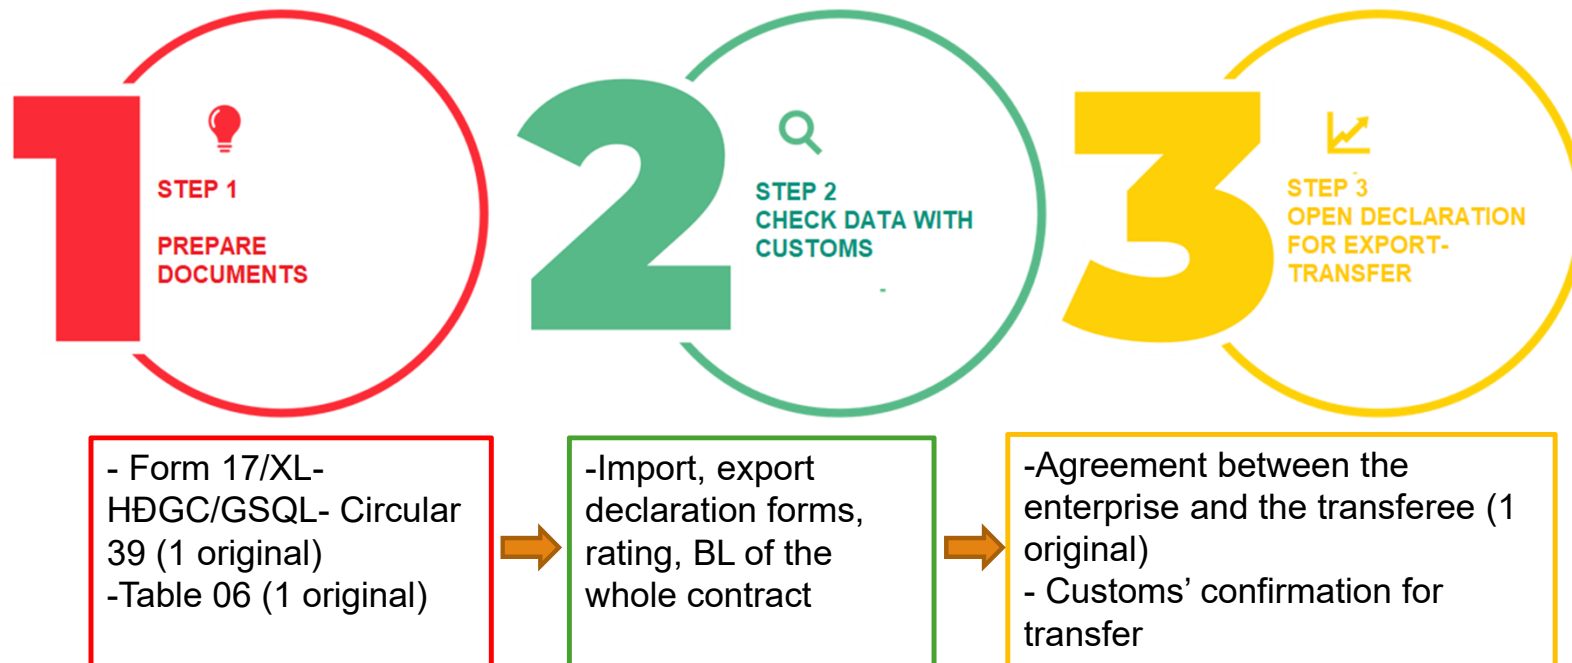 1
STEP 1
PREPARE
DOCUMENTS
2
STEP 2
CHECK DATA WITH
CUSTOMS
-
3
STEP 3
OPEN DECLARATION
FOR EXPORT-
TRANSFER
- Form 17/XL-
HĐGC/GSQL- Circular
39 (1 original)
-Table 06 (1 original)
-Import, export
declaration forms,
rating, BL of the
whole contract
-Agreement between the
enterprise and the transferee (1
original)
- Customs’ confirmation for
transfer